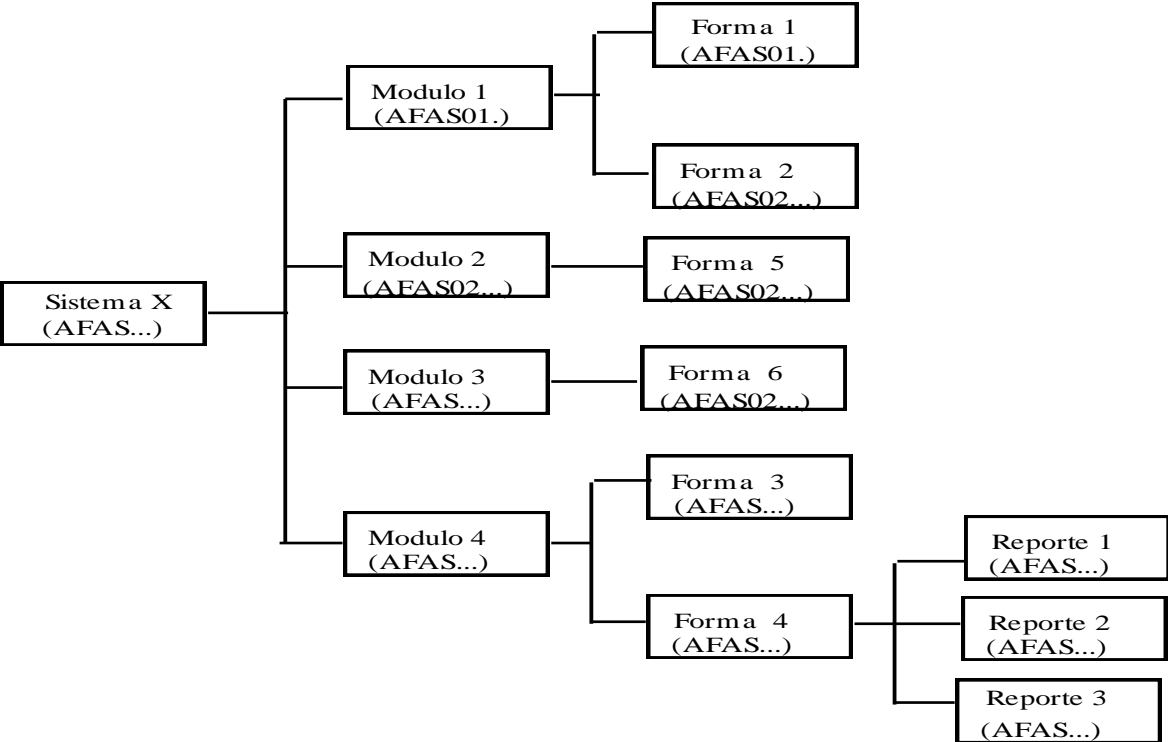 Forma 1
(AFAS01.)
Modulo 1
(AFAS01.)
Forma 2
(AFAS02...)
Modulo 2
(AFAS02...)
Forma 5
(AFAS02...)
Sistema X
(AFAS...)
Modulo 3
(AFAS...)
Forma 6
(AFAS02...)
Forma 3
(AFAS...)
Modulo 4
(AFAS...)
Reporte 1
(AFAS...)
Forma 4
(AFAS...)
Reporte 2
(AFAS...)
Reporte 3
(AFAS...)